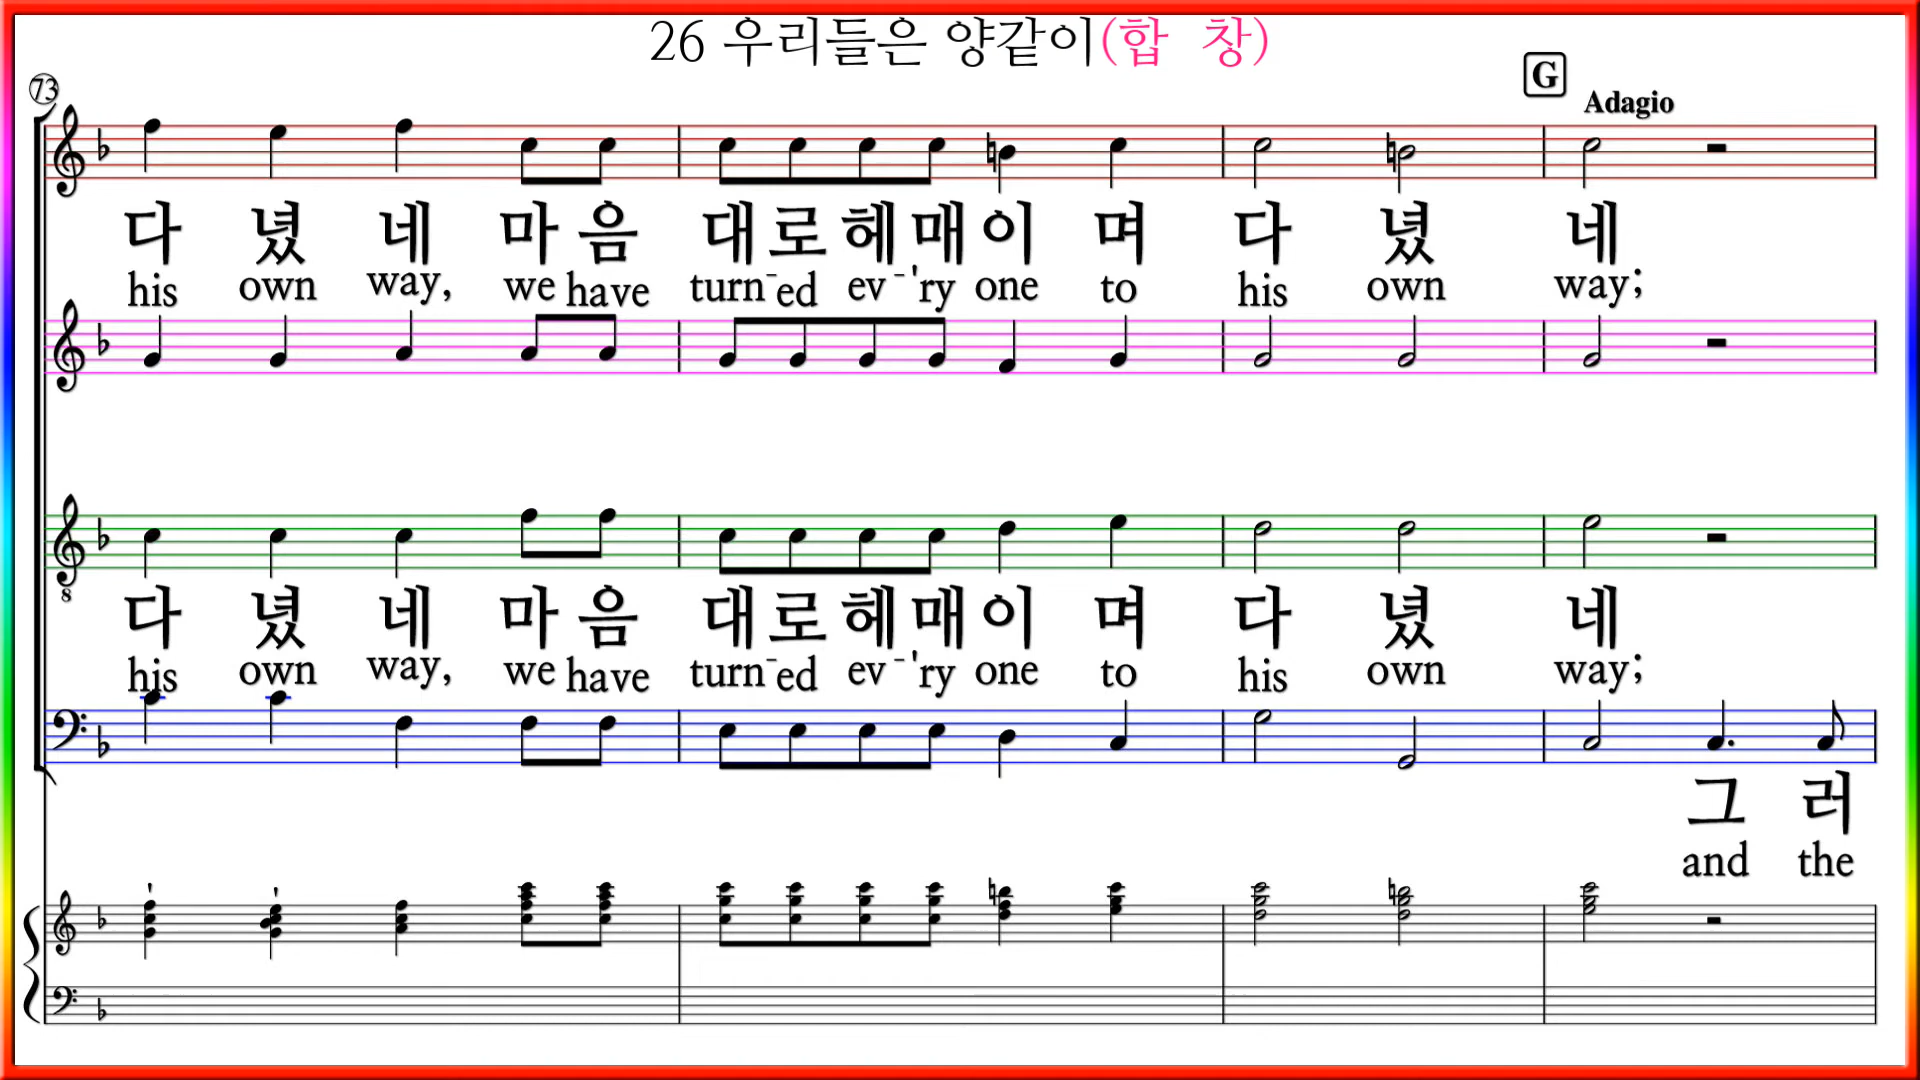 26 우리들은 양같이(합 창)
G
73
Adagio
다 녔 네 마 음 대 로 헤 매 이 며 다 녔 네
his own way, we have turn-ed ev-'ry one to his own way;
8
다 녔 네 마 음 대 로 헤 매 이 며 다 녔 네
his own way, we have turn-ed ev-'ry one to his own way;
그 러
and the